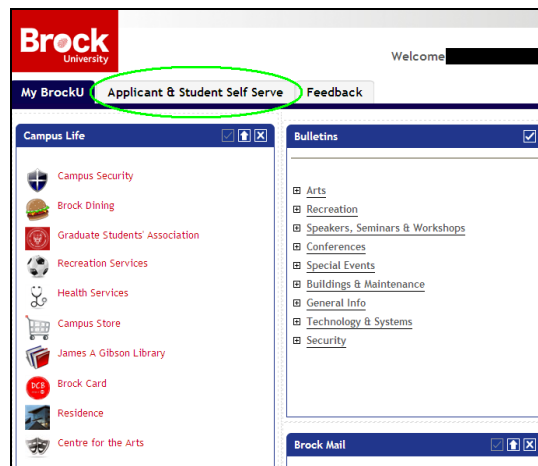 Brock
University
Welcome
My BrockU
Applicant & Student Self Serve
Feedback
Campus Life
Campus Security
Brock Dining
Graduate Students' Association
Recreation Services
Health Services
Campus Store
James A Gibson Library
DCB
Brock Card
Residence
Centre for the Arts
Bulletins
Arts
Recreation
Speakers, Seminars & Workshops
Conferences
Special Events
Buildings & Maintenance
General Info
Technology & Systems
Security
Brock Mail